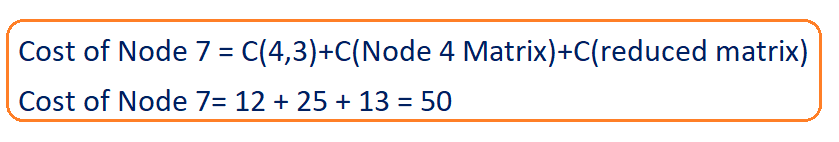 Cost of Node 7 = C(4,3)+C(Node 4 Matrix)+C(reduced matrix)
Cost of Node 7= 12 + 25 + 13 = 50